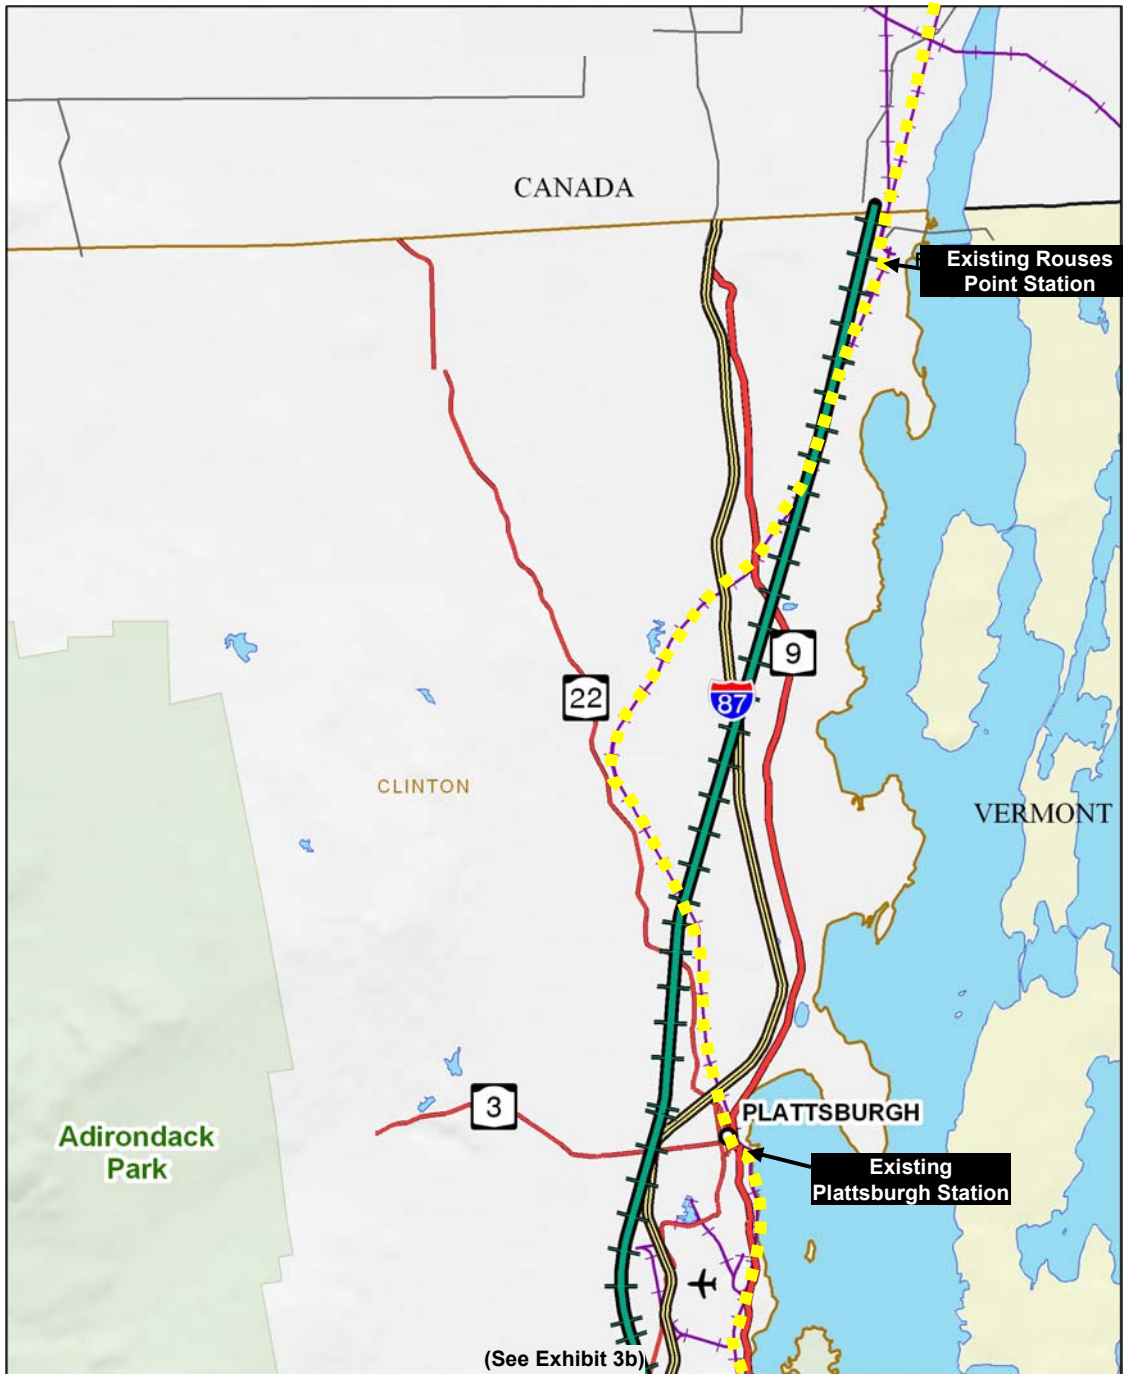 CANADA
Existing Rouses
Point Station
9
22
87
CLINTON
VERMONT
3
PLATTSBURGH
Adirondack
Park
Existing
Plattsburgh Station
(See Exhibit 3b)